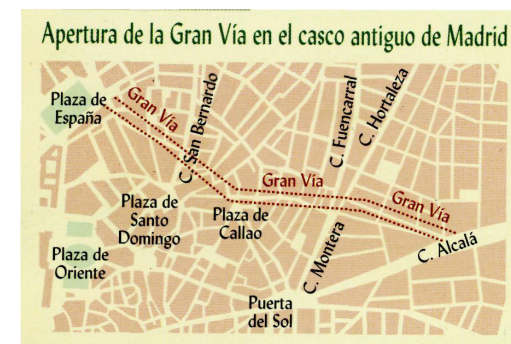 Apertura de la Gran Vía en el casco antiguo de Madrid
Plaza de
España
Gran Vía
C. San Bernardo
C. Fuencarral
C. Hortaleza
Gran Vía
Gran Vía
Plaza de
Santo
Domingo
Plaza de
Callao
C. Montera
C. Alcalá
Plaza de
Oriente
Puerta
del Sol